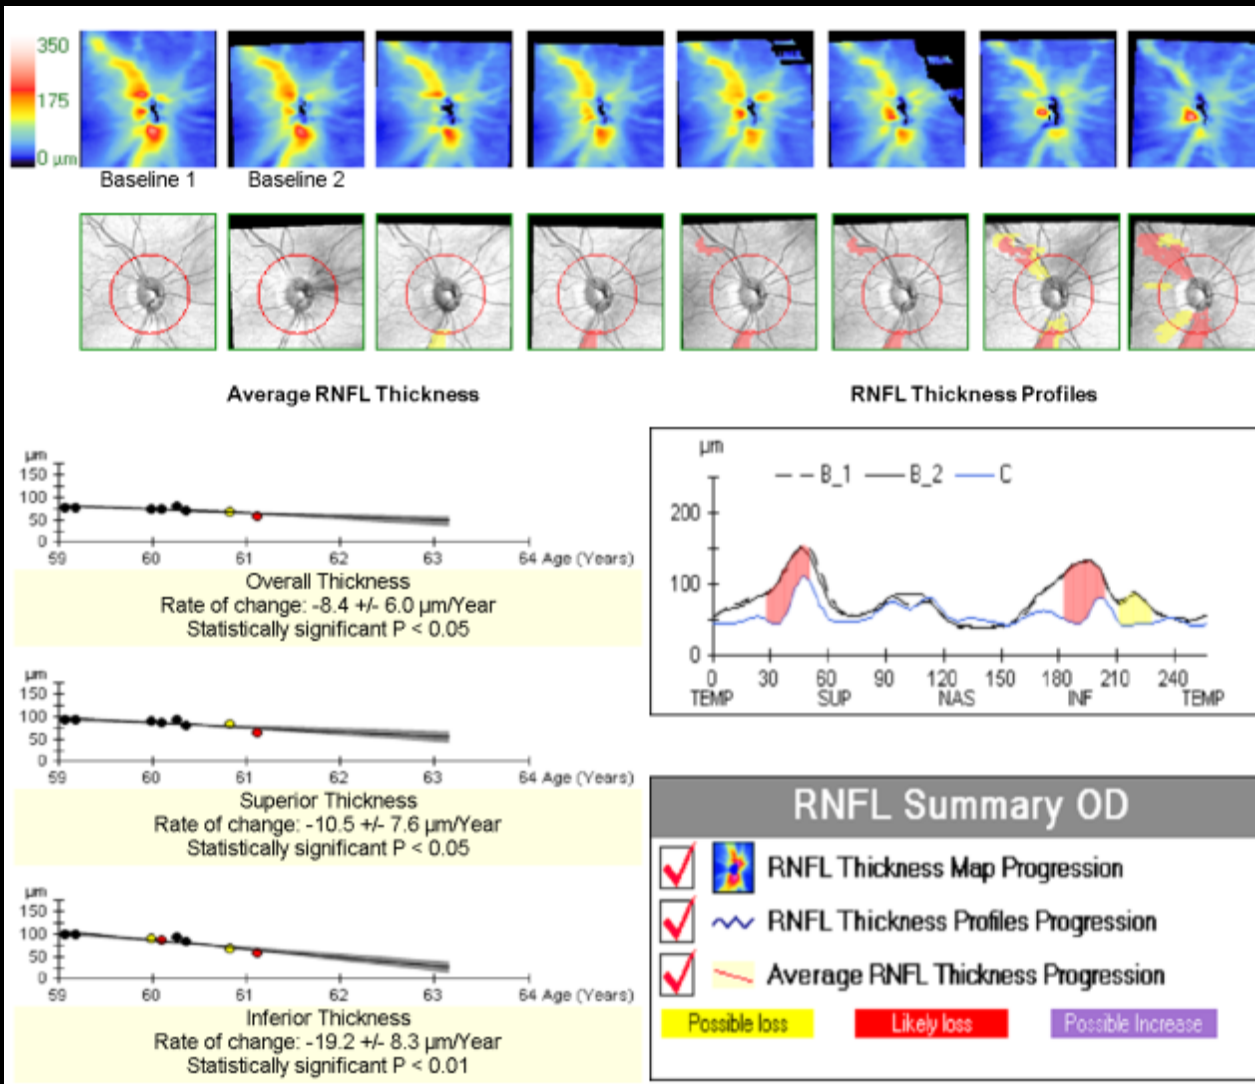 350
175
0 µm
Baseline 1
Baseline 2
Average RNFL Thickness
RNFL Thickness Profiles
µm
150
100
50
0
59 60 61 62 63 64 Age (Years)
Overall Thickness
Rate of change: -8.4 +/- 6.0 µm/Year
Statistically significant P < 0.05
µm
150
100
50
0
59 60 61 62 63 64 Age (Years)
Superior Thickness
Rate of change: -10.5 +/- 7.6 µm/Year
Statistically significant P < 0.05
µm
150
100
50
0
59 60 61 62 63 64 Age (Years)
Inferior Thickness
Rate of change: -19.2 +/- 8.3 µm/Year
Statistically significant P < 0.01
µm
B_1 B_2 C
200
100
0
0 30 60 90 120 150 180 210 240
TEMP SUP NAS INF TEMP
RNFL Summary OD
RNFL Thickness Map Progression
RNFL Thickness Profiles Progression
Average RNFL Thickness Progression
Possible loss Likely loss Possible Increase